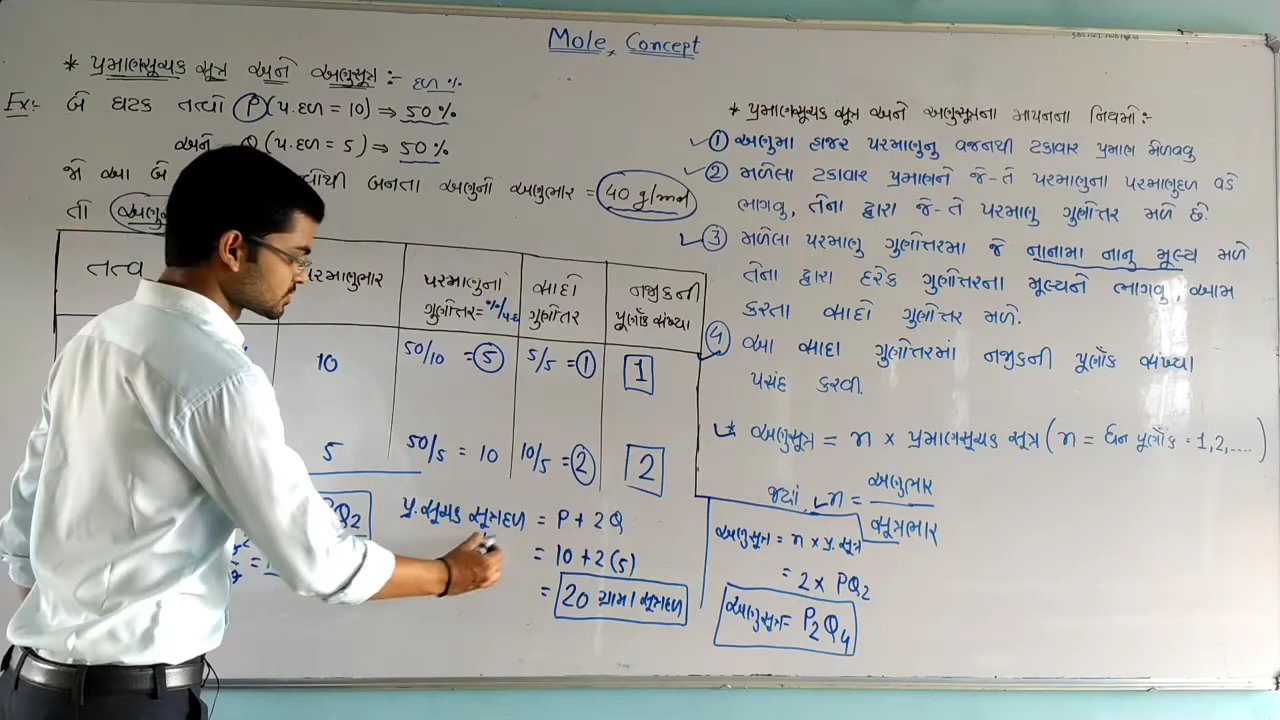 Mole Concept
* પ્રમાણસૂચક સૂત્ર અને અણુસૂત્ર :- દળ %
Ex:- બે ઘટક તત્વો P (પ.દળ = 10) ⇒ 50 %
અને Q (પ.દળ = 5) ⇒ 50 %
જો આ બે બનતા અણુનો અણુભાર = 40 g/mol
તો
તત્વ
પરમાણુભાર
પરમાણુનાં ગુણોત્તર = %/પ.દ
સાદો ગુણોત્તર
નજીકની પૂર્ણાંક સંખ્યા
10
50/10 = 5
5/5 = 1
1
5
50/5 = 10
10/5 = 2
2
Q2
પ્ર. સૂચક સૂત્રદળ = P + 2Q
= 10 + 2(5)
= 20 ગ્રામ/સૂત્રદળ
* પ્રમાણસૂચક સૂત્ર અને અણુસૂત્રના માપનના નિયમો :-
① અણુમા હાજર પરમાણુનુ વજનથી ટકાવાર પ્રમાણ મેળવવુ
② મળેલા ટકાવાર પ્રમાણને જે-તે પરમાણુના પરમાણુદળ વડે
ભાગવુ, તેના દ્વારા જે-તે પરમાણુ ગુણોત્તર મળે છે.
③ મળેલા પરમાણુ ગુણોત્તરમા જે નાનામા નાનુ મૂલ્ય મળે
તેના દ્વારા દરેક ગુણોત્તરના મૂલ્યને ભાગવુ, આમ
કરતા સાદો ગુણોત્તર મળે.
④ આ સાદા ગુણોત્તરમાં નજીકની પૂર્ણાંક સંખ્યા
પસંદ કરવી.
* અણુસૂત્ર = n × પ્રમાણસૂચક સૂત્ર (n = ધન પૂર્ણાંક = 1,2,....)
જ્યાં, n = અણુભાર / સૂત્રભાર
અણુસૂત્ર = n × પ્ર. સૂત્ર
= 2 × PQ2
અણુસૂત્ર = P2Q4